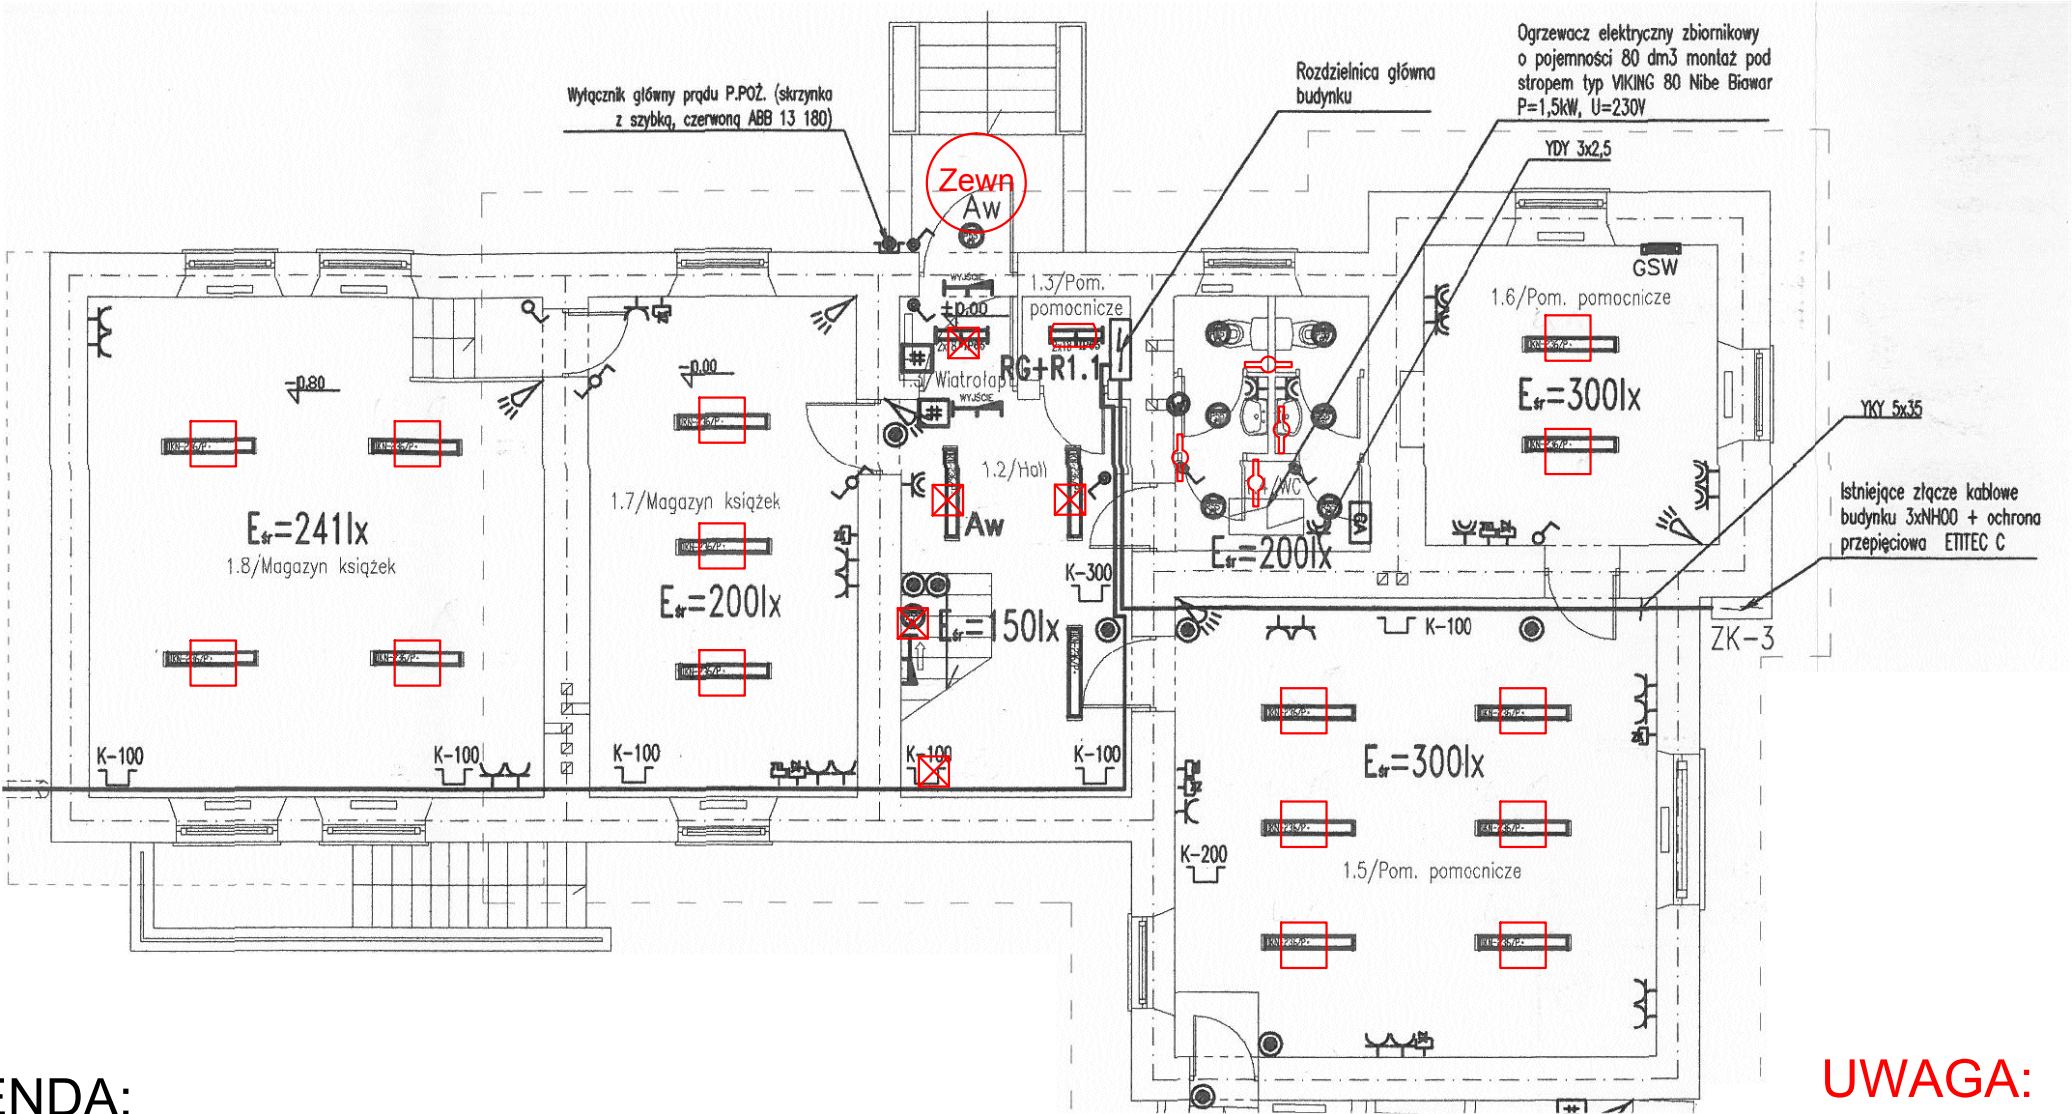 Ogrzewacz elektryczny zbiornikowy
o pojemności 80 dm3 montaż pod
stropem typ VIKING 80 Nibe Biawar
P=1,5kW, U=230V
Rozdzielnica główna
budynku
Wyłącznik główny prądu P.POŻ. (skrzynka
z szybką, czerwoną ABB 13 180)
YDY 3x2,5
Zewn
Aw
GSW
WYJŚCIE
1.3/Pom.
pomocnicze
1.6/Pom. pomocnicze
±0.00
RG+R1.1
/Wiatrołap
WYJŚCIE
-0,80
-0.00
Eśr=300lx
YKY 5x35
1.2/Hall
1.7/Magazyn książek
/WC
GA
Aw
Eśr=241lx
1.8/Magazyn książek
Eśr=200lx
Istniejące złącze kablowe
budynku 3xNH00 + ochrona
przepięciowa ETITEC C
K-300
Eśr=200lx
Eśr=150lx
K-100
ZK-3
K-100
K-100
K-100
K-100
K-100
Eśr=300lx
K-200
1.5/Pom. pomocnicze
ENDA:
UWAGA: